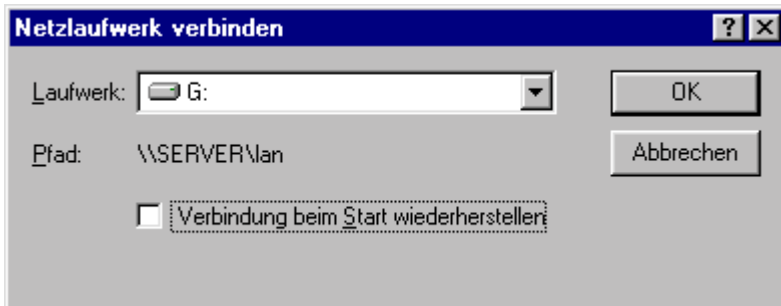 Netzlaufwerk verbinden
Laufwerk: G: OK
Pfad: \\SERVER\lan Abbrechen
Verbindung beim Start wiederherstellen